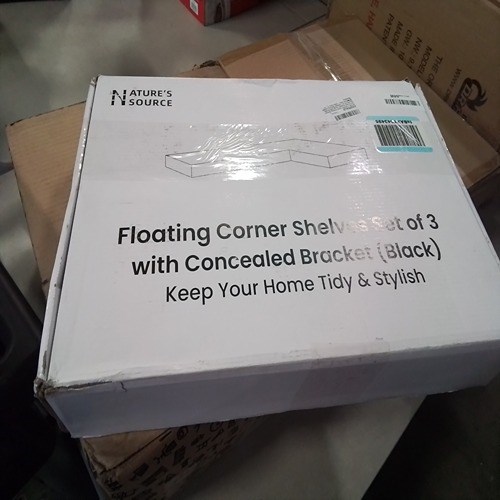 NATURE'S
SOURCE
Floating Corner Shelves Set of 3
with Concealed Bracket (Black)
Keep Your Home Tidy & Stylish